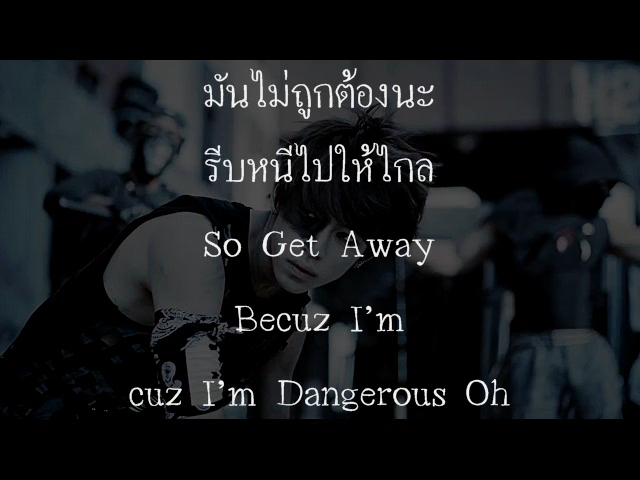 มันไม่ถูกต้องนะ
รีบหนีไปให้ไกล
So Get Away
Becuz I'm
cuz I'm Dangerous Oh